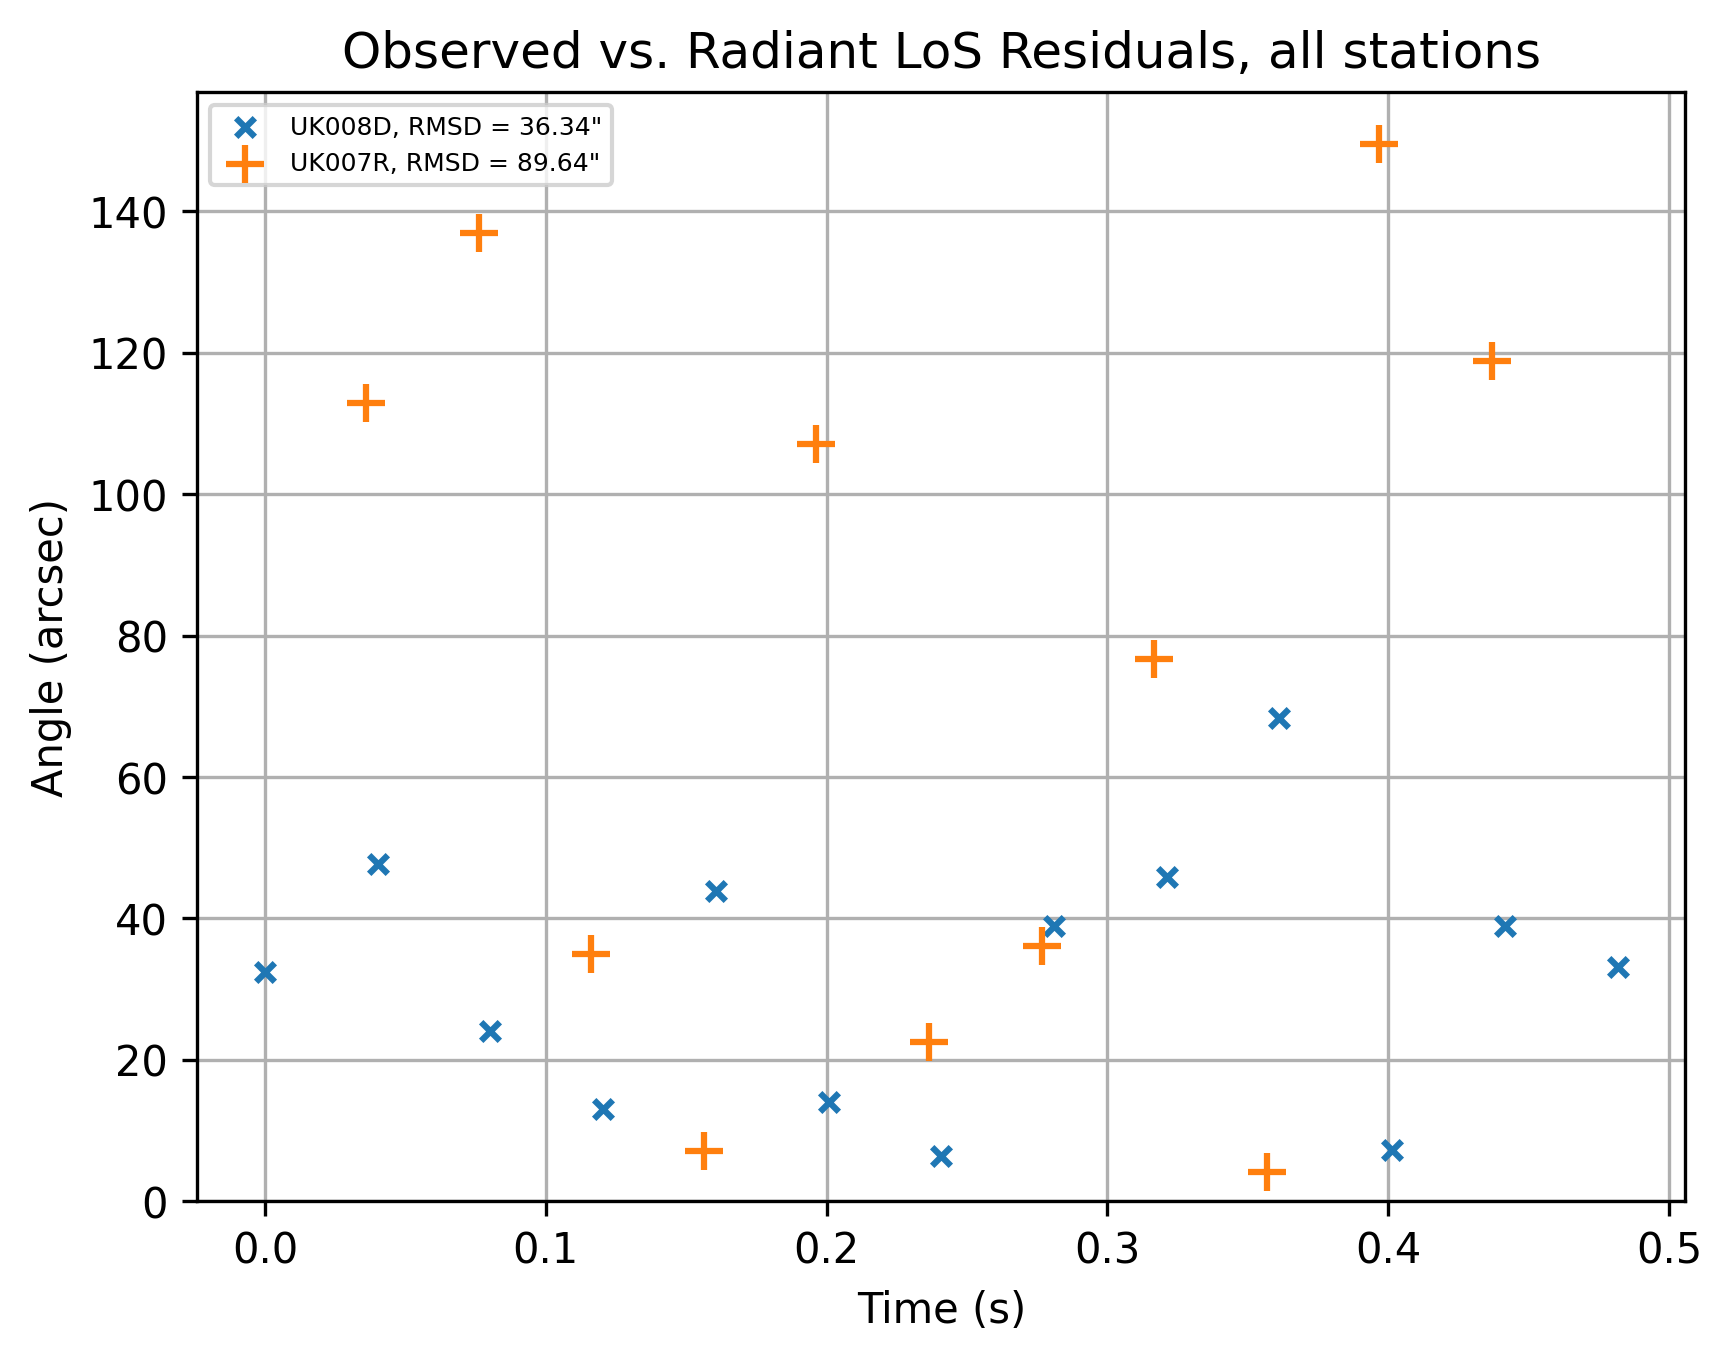 Observed vs. Radiant LoS Residuals, all stations
UK008D, RMSD = 36.34"
UK007R, RMSD = 89.64"
Angle (arcsec)
140
120
100
80
60
40
20
0
0.0 0.1 0.2 0.3 0.4 0.5
Time (s)